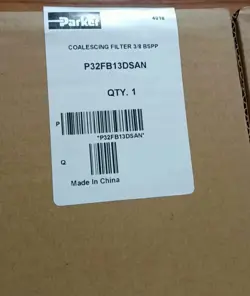 Parker
COALESCING FILTER 3/8 BSPP
P32FB13DSAN
QTY. 1
P
*P32FB13DSAN*
Q
Made In China